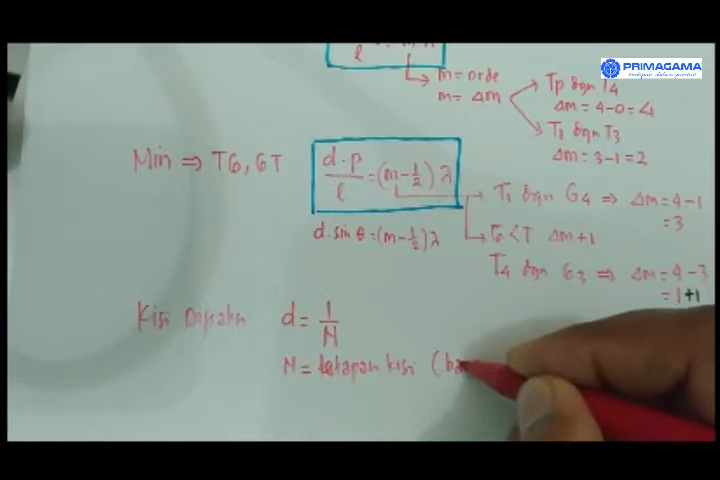 PRIMAGAMA
m = orde
m = Δm
Tp dgn T4
Δm = 4-0 = 4
T1 dgn T3
Δm = 3-1 = 2
Min ⇒ TG, GT
d·p/l = (m-1/2) λ
d. sin θ = (m-1/2) λ
T1 dgn G4 ⇒ Δm = 4-1
= 3
G < T Δm+1
T4 dgn G3 ⇒ Δm = 4-3
= 1+1
Kisi Difraksi d = 1/N
N = tetapan kisi (ba